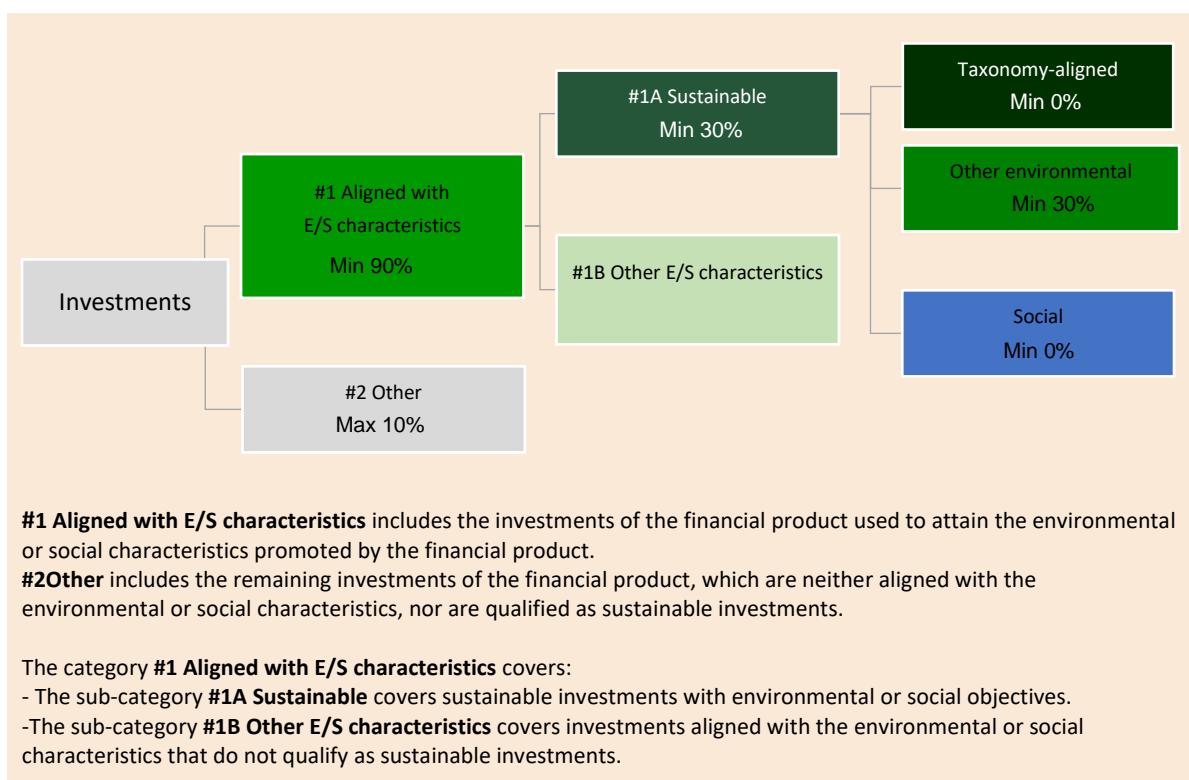 Taxonomy-aligned
Min 0%
#1A Sustainable
Min 30%
Other environmental
Min 30%
#1 Aligned with
E/S characteristics
Min 90%
#1B Other E/S characteristics
Investments
Social
Min 0%
#2 Other
Max 10%
#1 Aligned with E/S characteristics includes the investments of the financial product used to attain the environmental
or social characteristics promoted by the financial product.
#2Other includes the remaining investments of the financial product, which are neither aligned with the
environmental or social characteristics, nor are qualified as sustainable investments.
The category #1 Aligned with E/S characteristics covers:
- The sub-category #1A Sustainable covers sustainable investments with environmental or social objectives.
-The sub-category #1B Other E/S characteristics covers investments aligned with the environmental or social
characteristics that do not qualify as sustainable investments.